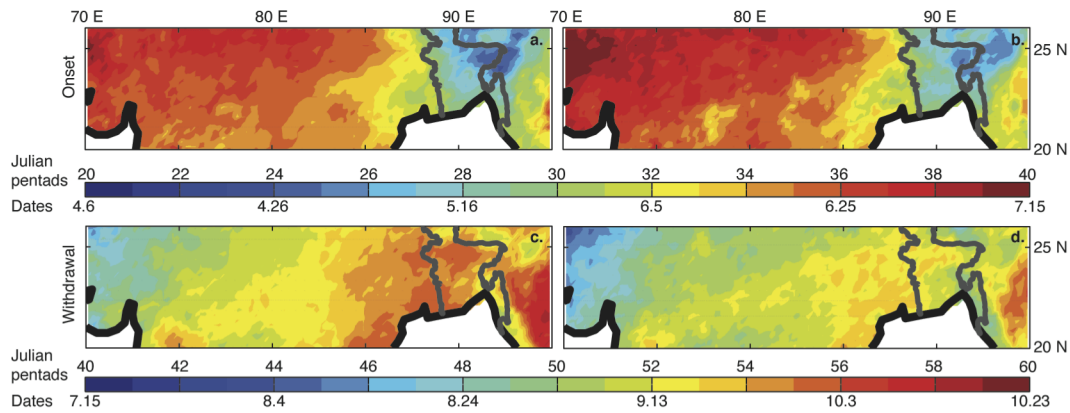 70 E 80 E 90 E 70 E 80 E 90 E
a. b. 25 N
Onset
20 N
Julian pentads 20 22 24 26 28 30 32 34 36 38 40
Dates 4.6 4.26 5.16 6.5 6.25 7.15
c. d. 25 N
Withdrawal
20 N
Julian pentads 40 42 44 46 48 50 52 54 56 58 60
Dates 7.15 8.4 8.24 9.13 10.3 10.23